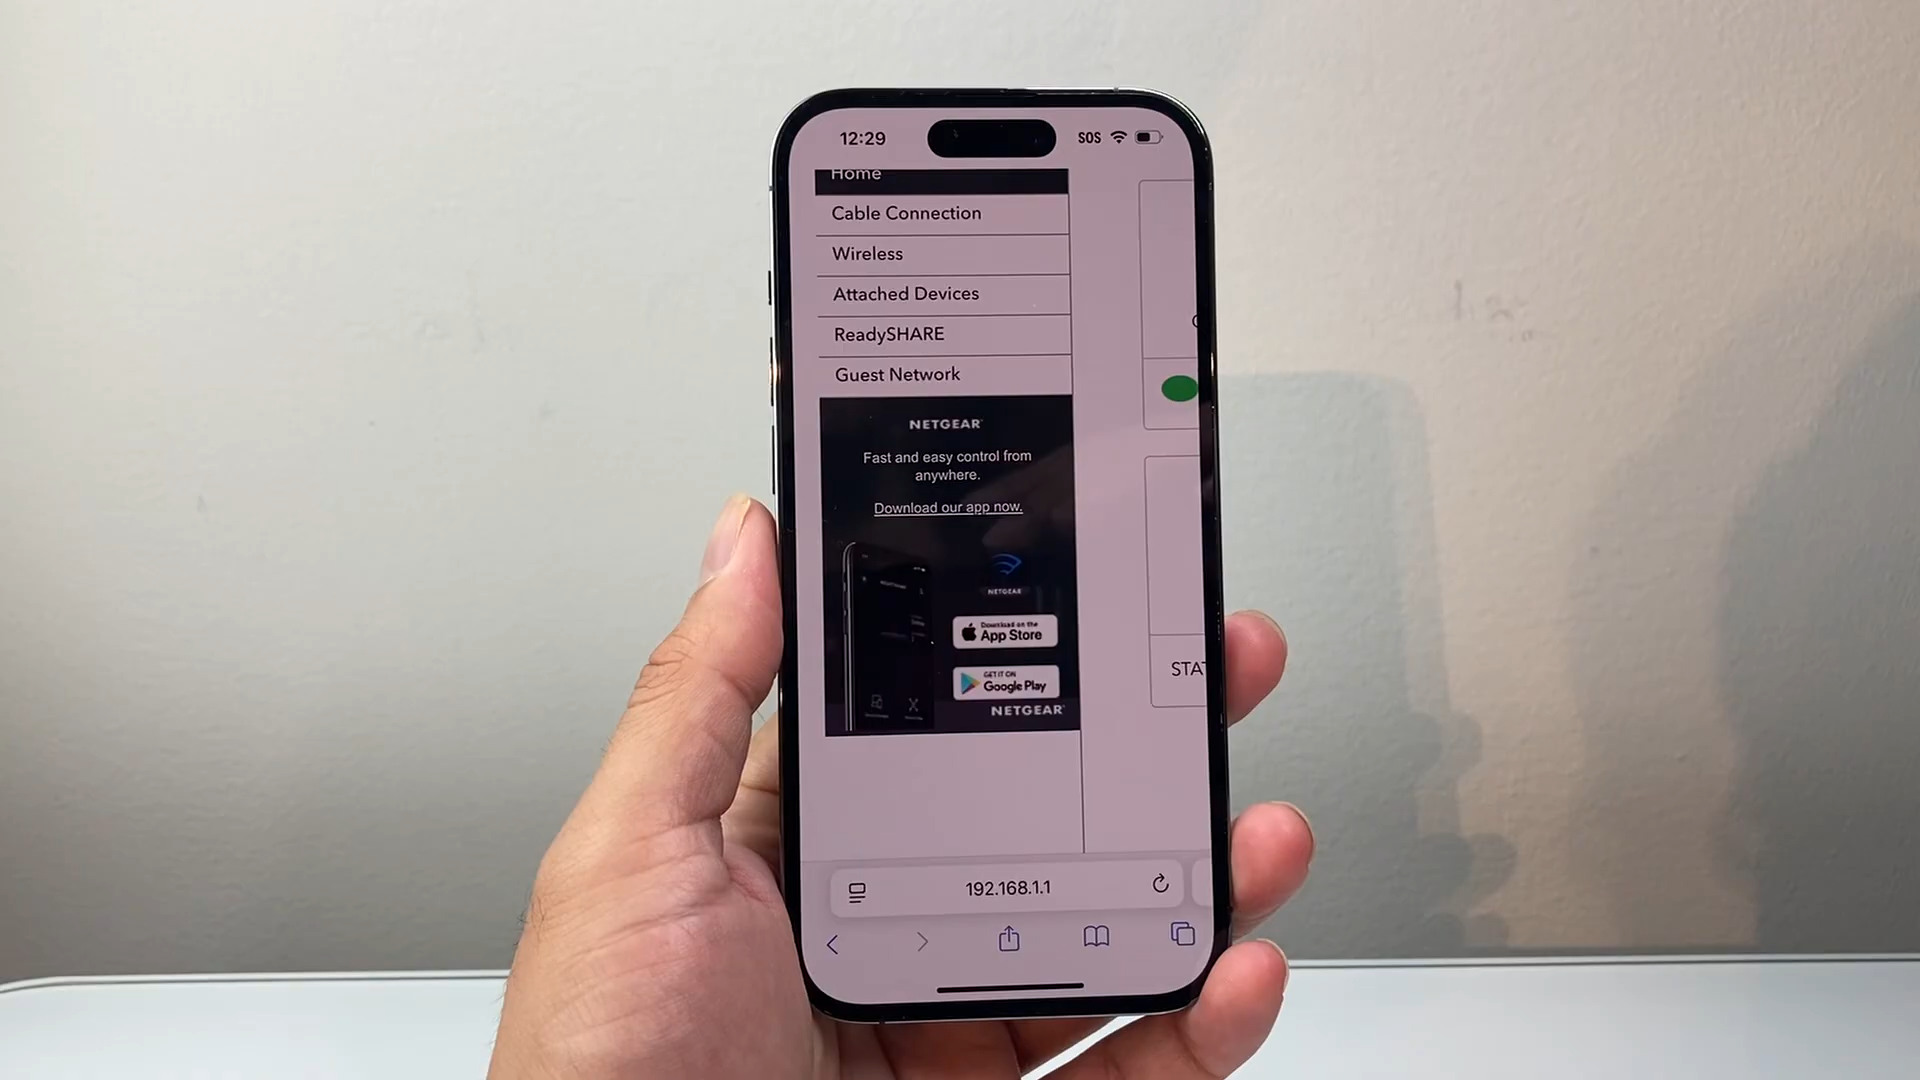 12:29
SOS
Home
Cable Connection
Wireless
Attached Devices
ReadySHARE
Guest Network
NETGEAR
Fast and easy control from
anywhere.
Download our app now.
NETGEAR
Download on the
App Store
GET IT ON
Google Play
NETGEAR
STAT
192.168.1.1